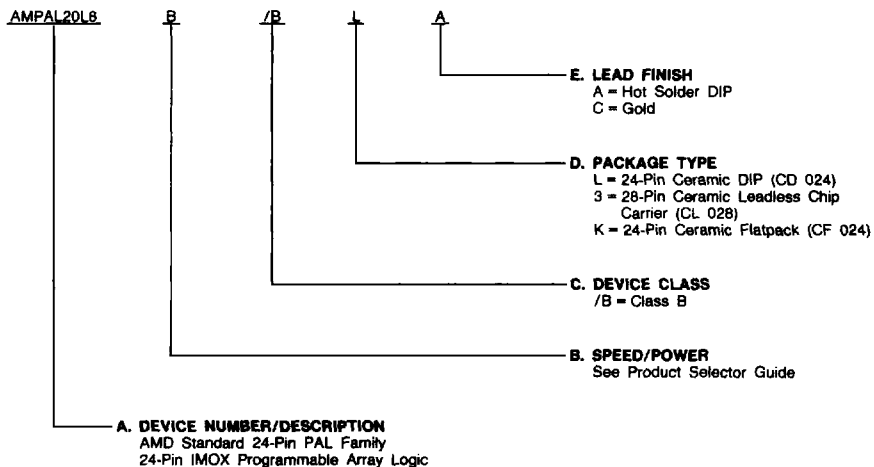 AMPAL20L8 B /B L A
E. LEAD FINISH
A = Hot Solder DIP
C = Gold
D. PACKAGE TYPE
L = 24-Pin Ceramic DIP (CD 024)
3 = 28-Pin Ceramic Leadless Chip
Carrier (CL 028)
K = 24-Pin Ceramic Flatpack (CF 024)
C. DEVICE CLASS
/B = Class B
B. SPEED/POWER
See Product Selector Guide
A. DEVICE NUMBER/DESCRIPTION
AMD Standard 24-Pin PAL Family
24-Pin IMOX Programmable Array Logic